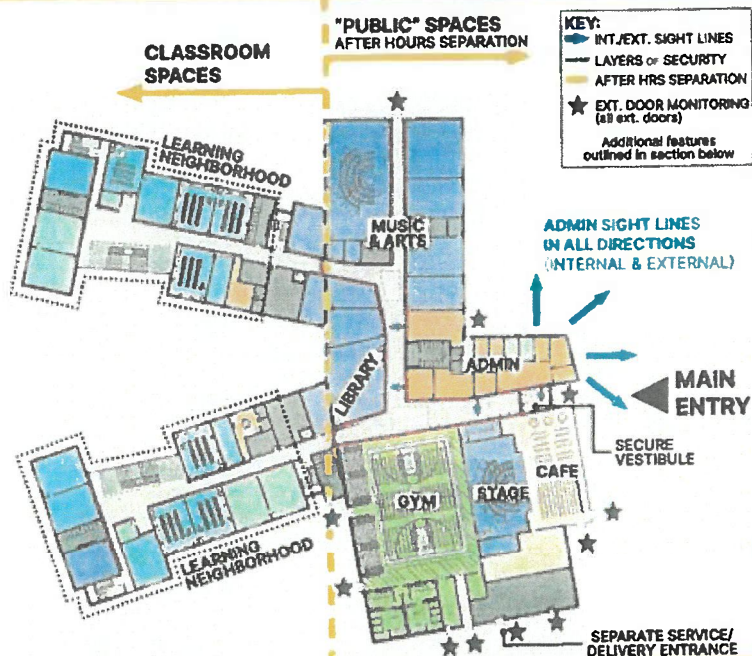 "PUBLIC" SPACES
AFTER HOURS SEPARATION
CLASSROOM
SPACES
KEY:
INT./EXT. SIGHT LINES
LAYERS OF SECURITY
AFTER HRS SEPARATION
EXT. DOOR MONITORING
(all ext. doors)
Additional features
outlined in section below
LEARNING
NEIGHBORHOOD
MUSIC
& ARTS
ADMIN SIGHT LINES
IN ALL DIRECTIONS
(INTERNAL & EXTERNAL)
LIBRARY
ADMIN
MAIN
ENTRY
SECURE
VESTIBULE
GYM
STAGE
CAFE
LEARNING
NEIGHBORHOOD
SEPARATE SERVICE/
DELIVERY ENTRANCE